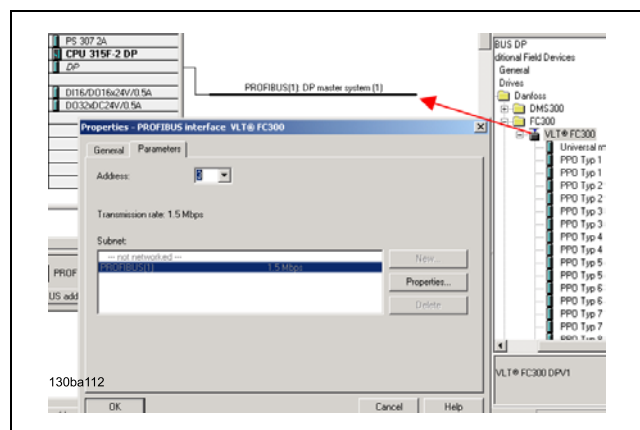 PS 307 2A
CPU 315F-2 DP
DP
DI16/DO16x24V/0.5A
DO32xDC24V/0.5A
PROFIBUS(1): DP master system (1)
BUS DP
ditional Field Devices
General
Drives
Danfoss
DMS300
FC300
VLT® FC300
Universal m
PPO Typ 1
PPO Typ 1
PPO Typ 2
PPO Typ 2
PPO Typ 3
PPO Typ 3
PPO Typ 4
PPO Typ 4
PPO Typ 5
PPO Typ 5
PPO Typ 6
PPO Typ 6
PPO Typ 7
PPO Typ 7
PPO Typ 8
VLT® FC300 DPV1
Properties - PROFIBUS interface VLT® FC300
General Parameters
Address:
Transmission rate: 1.5 Mbps
Subnet:
--- not networked ---
PROFIBUS(1) 1.5 Mbps
New...
Properties...
Delete
PROF
US add
130ba112
OK Cancel Help